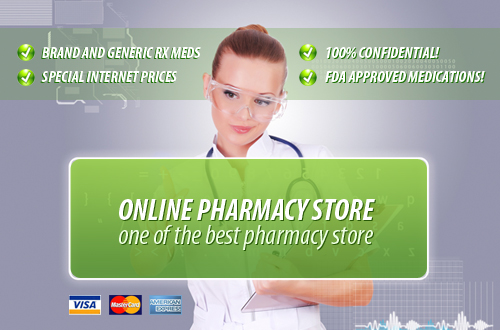 BRAND AND GENERIC RX MEDS
100% CONFIDENTIAL!
SPECIAL INTERNET PRICES
FDA APPROVED MEDICATIONS!
ONLINE PHARMACY STORE
one of the best pharmacy store
VISA
MasterCard
AMERICAN EXPRESS